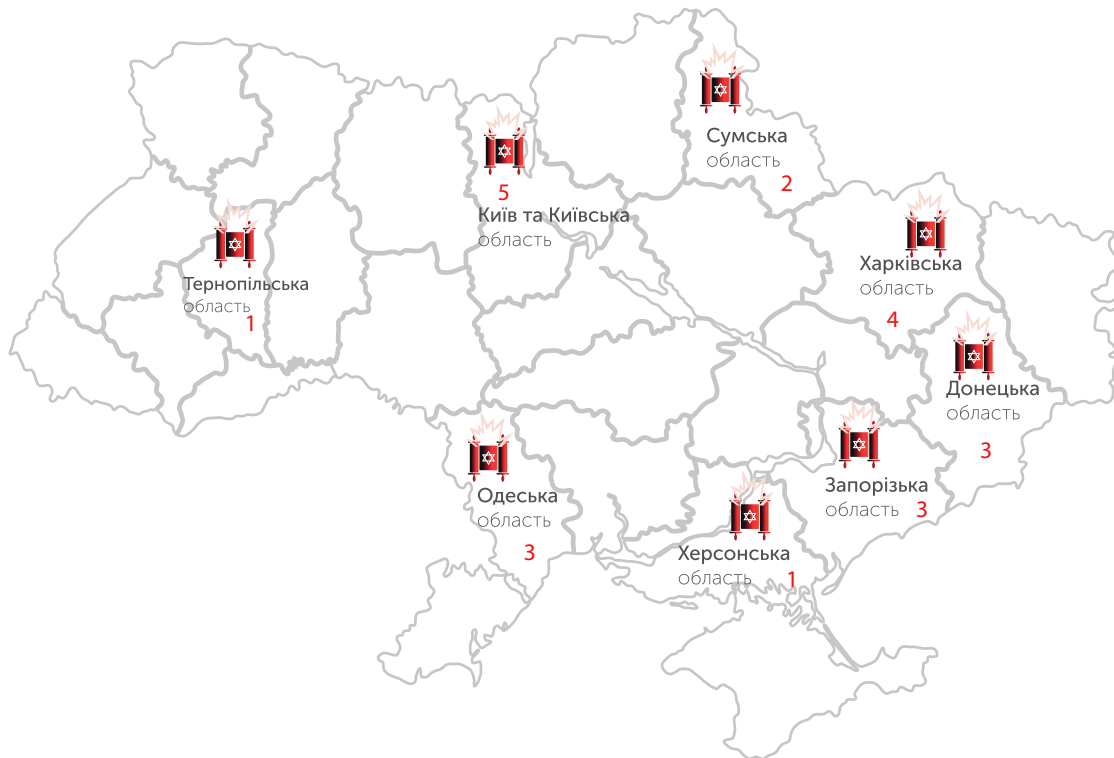 Сумська
область
2
5
Київ та Київська
область
Харківська
область
4
Тернопільська
область
1
Донецька
область
3
Одеська
область
3
Запорізька
область
3
Херсонська
область
1